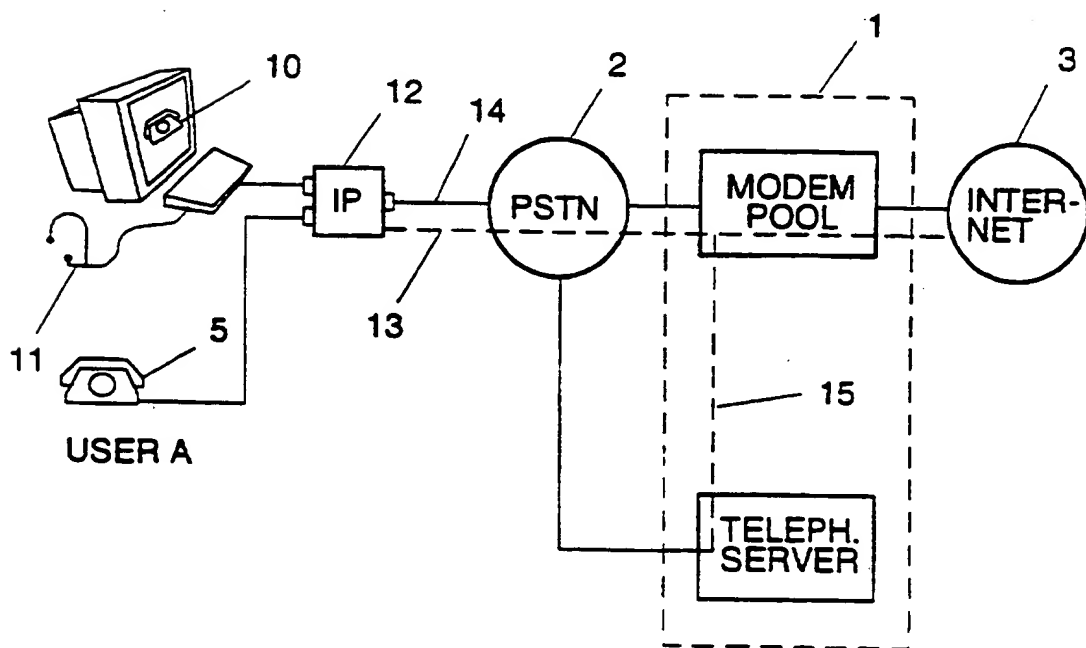 1
2
3
10
12
14
IP
PSTN
MODEM
POOL
INTER-
NET
13
11
5
15
USER A
TELEPH.
SERVER